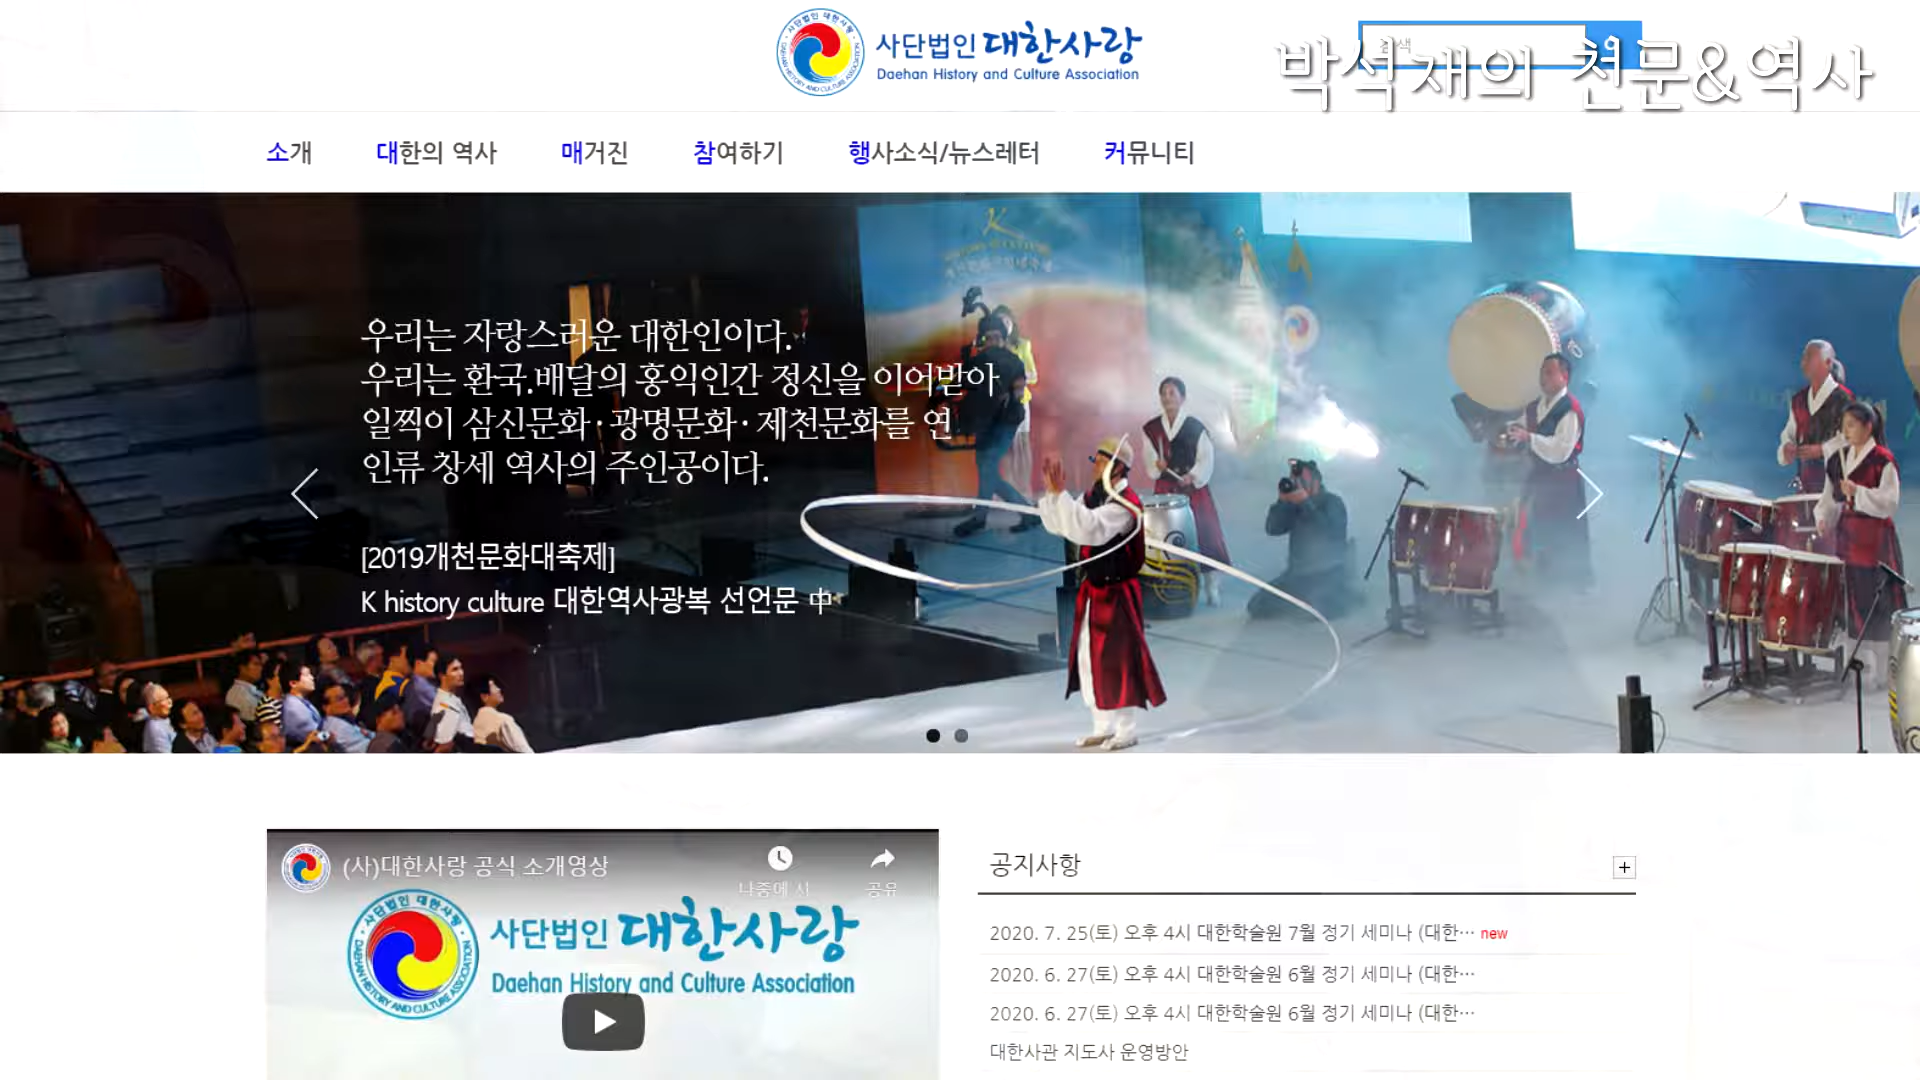 사단법인 대한사랑
Daehan History and Culture Association
박석재의 천문&역사
소개 대한의 역사 매거진 참여하기 행사소식/뉴스레터 커뮤니티
우리는 자랑스러운 대한인이다.
우리는 환국.배달의 홍익인간 정신을 이어받아
일찍이 삼신문화·광명문화·제천문화를 연
인류 창세 역사의 주인공이다.
[2019개천문화대축제]
K history culture 대한역사광복 선언문 中
(사)대한사랑 공식 소개영상
나중에 시 공유
사단법인 대한사랑
Daehan History and Culture Association
공지사항
2020. 7. 25(토) 오후 4시 대한학술원 7월 정기 세미나 (대한… new
2020. 6. 27(토) 오후 4시 대한학술원 6월 정기 세미나 (대한…
2020. 6. 27(토) 오후 4시 대한학술원 6월 정기 세미나 (대한…
대한사관 지도사 운영방안